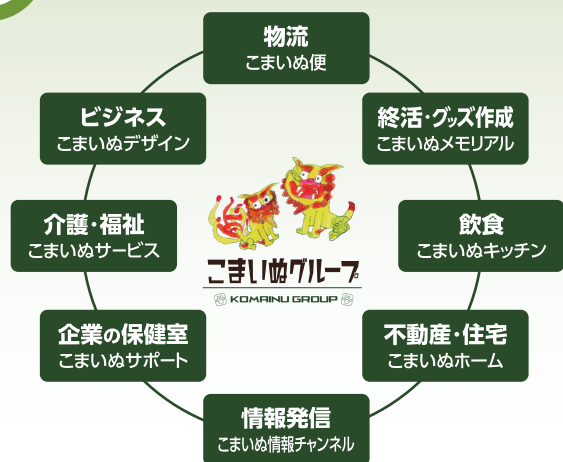 物流
こまいぬ便
ビジネス
こまいぬデザイン
終活・グッズ作成
こまいぬメモリアル
介護・福祉
こまいぬサービス
飲食
こまいぬキッチン
こまいぬグループ
KOMAINU GROUP
企業の保健室
こまいぬサポート
不動産・住宅
こまいぬホーム
情報発信
こまいぬ情報チャンネル